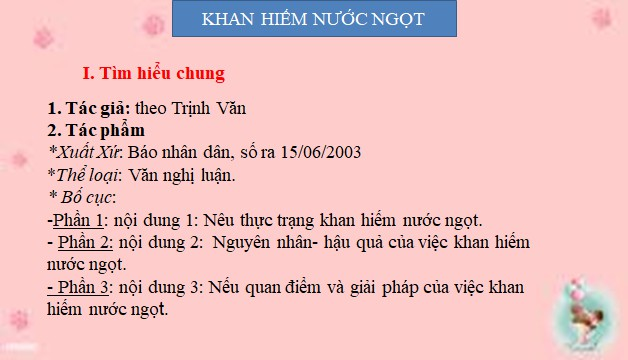 KHAN HIẾM NƯỚC NGỌT
I. Tìm hiểu chung
1. Tác giả: theo Trịnh Văn
2. Tác phẩm
*Xuất Xứ: Báo nhân dân, số ra 15/06/2003
*Thể loại: Văn nghị luận.
* Bố cục:
-Phần 1: nội dung 1: Nêu thực trạng khan hiếm nước ngọt.
- Phần 2: nội dung 2: Nguyên nhân- hậu quả của việc khan hiếm
nước ngọt.
- Phần 3: nội dung 3: Nếu quan điểm và giải pháp của việc khan
hiếm nước ngọt.